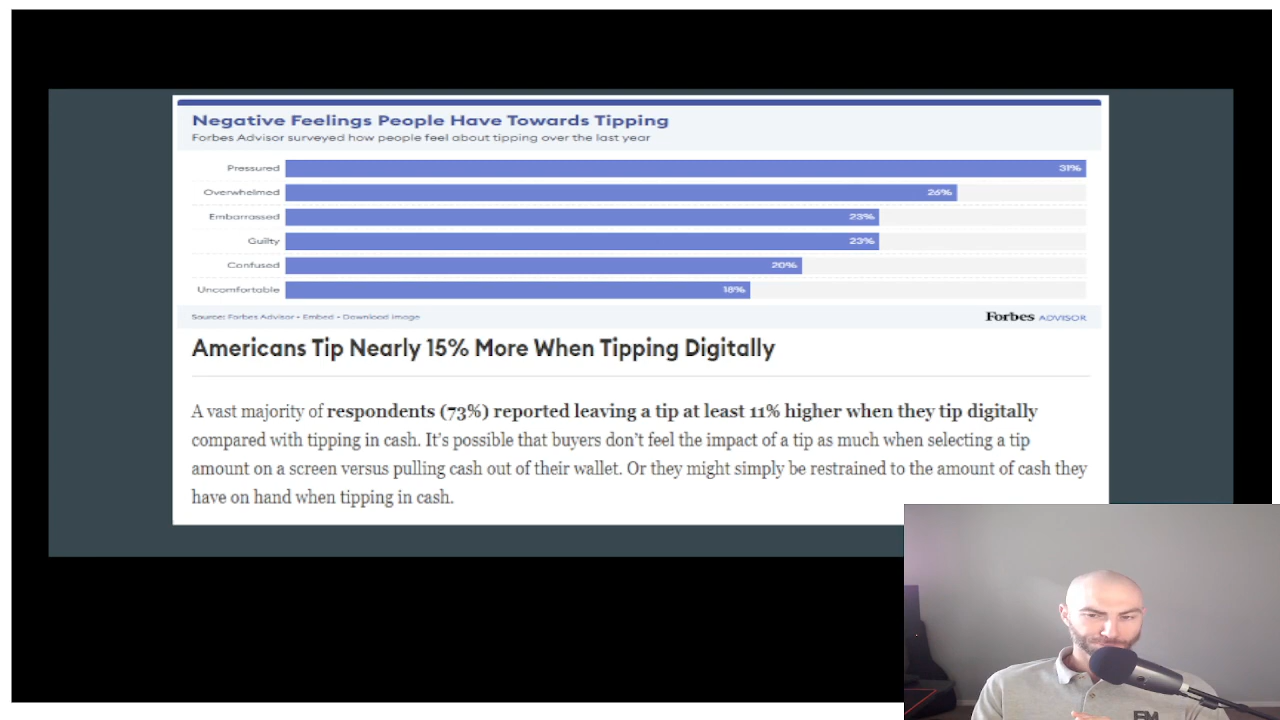 Negative Feelings People Have Towards Tipping
Forbes Advisor surveyed how people feel about tipping over the last year
Pressured 31%
Overwhelmed 26%
Embarrassed 23%
Guilty 23%
Confused 20%
Uncomfortable 18%
Source: Forbes Advisor • Embed • Download image
Forbes ADVISOR
Americans Tip Nearly 15% More When Tipping Digitally
A vast majority of respondents (73%) reported leaving a tip at least 11% higher when they tip digitally
compared with tipping in cash. It's possible that buyers don't feel the impact of a tip as much when selecting a tip
amount on a screen versus pulling cash out of their wallet. Or they might simply be restrained to the amount of cash they
have on hand when tipping in cash.